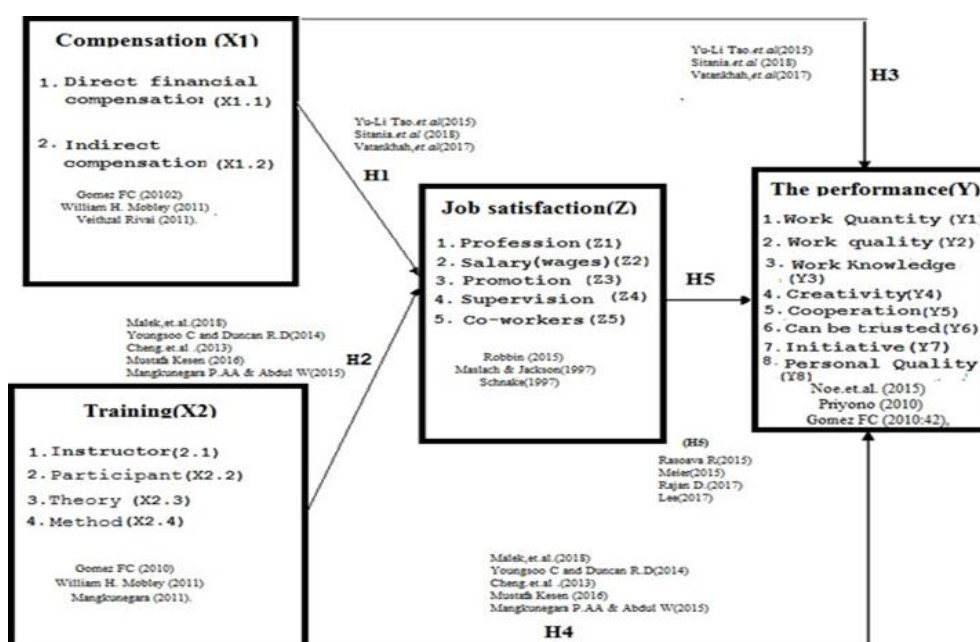 Compensation (X1)
1. Direct financial
compensation (X1.1)
2. Indirect
compensation (X1.2)
Gomez FC (20102)
William H. Mobley (2011)
Veithzal Rivai (2011).
Yu-Li Tao.et.al(2015)
Sitania.et.al (2018)
Vatankhah,et.al(2017)
H1
Yu-Li Tao.et.al(2015)
Sitania.et.al (2018)
Vatankhah,et.al(2017)
H3
Job satisfaction(Z)
1. Profession (Z1)
2. Salary(wages)(Z2)
3. Promotion (Z3)
4. Supervision (Z4)
5. Co-workers (Z5)
Robbin (2015)
Maslach & Jackson(1997)
Schnake(1997)
H5
The performance(Y)
1. Work Quantity (Y1)
2. Work quality (Y2)
3. Work Knowledge
(Y3)
4. Creativity(Y4)
5. Cooperation(Y5)
6. Can be trusted(Y6)
7. Initiative (Y7)
8. Personal Quality
(Y8)
Noe.et.al. (2015)
Priyono (2010)
Gomez FC (2010:42),
Malek,et.al.(2018)
Youngsoo C and Duncan R.D(2014)
Cheng.et.al .(2013)
Mustafa Kesen (2016)
Mangkunegara P.AA & Abdul W(2015)
H2
Training(X2)
1. Instructor(2.1)
2. Participant(X2.2)
3. Theory (X2.3)
4. Method(X2.4)
Gomez FC (2010)
William H. Mobley (2011)
Mangkunegara (2011).
(H5)
Rasoava R(2015)
Meier(2015)
Rajan D.(2017)
Lee(2017)
Malek,et.al.(2018)
Youngsoo C and Duncan R.D(2014)
Cheng.et.al .(2013)
Mustafa Kesen (2016)
Mangkunegara P.AA & Abdul W(2015)
H4